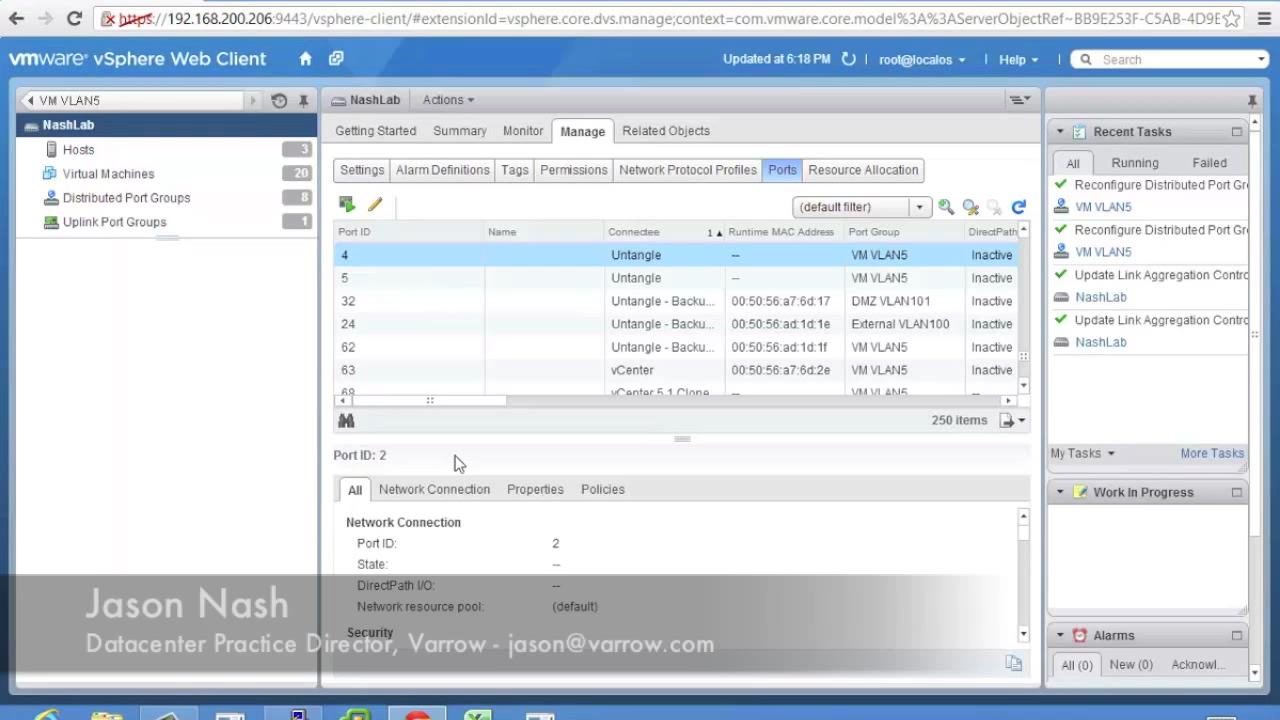 https://192.168.200.206:9443/vsphere-client/#extensionId=vsphere.core.dvs.manage;context=com.vmware.core.model%3A%3AServerObjectRef~BB9E253F-C5AB-4D9E
vmware vSphere Web Client
Updated at 6:18 PM
root@localos
Help
Search
VM VLAN5
NashLab
Hosts 3
Virtual Machines 20
Distributed Port Groups 8
Uplink Port Groups 1
NashLab Actions
Getting Started Summary Monitor Manage Related Objects
Settings Alarm Definitions Tags Permissions Network Protocol Profiles Ports Resource Allocation
(default filter)
Port ID Name Connectee 1 Runtime MAC Address Port Group DirectPath
4 Untangle -- VM VLAN5 Inactive
5 Untangle -- VM VLAN5 Inactive
32 Untangle - Backu... 00:50:56:a7:6d:17 DMZ VLAN101 Inactive
24 Untangle - Backu... 00:50:56:ad:1d:1e External VLAN100 Inactive
62 Untangle - Backu... 00:50:56:ad:1d:1f VM VLAN5 Inactive
63 vCenter 00:50:56:a7:6d:2e VM VLAN5 Inactive
68 vCenter 5.1 Clone -- VM VLAN5 --
250 items
Port ID: 2
All Network Connection Properties Policies
Network Connection
Port ID: 2
State: --
DirectPath I/O: --
Network resource pool: (default)
Security
Jason Nash
Datacenter Practice Director, Varrow - jason@varrow.com
Recent Tasks
All Running Failed
Reconfigure Distributed Port Gr
VM VLAN5
Reconfigure Distributed Port Gr
VM VLAN5
Update Link Aggregation Contro
NashLab
Update Link Aggregation Contro
NashLab
My Tasks More Tasks
Work In Progress
Alarms
All (0) New (0) Acknowl...